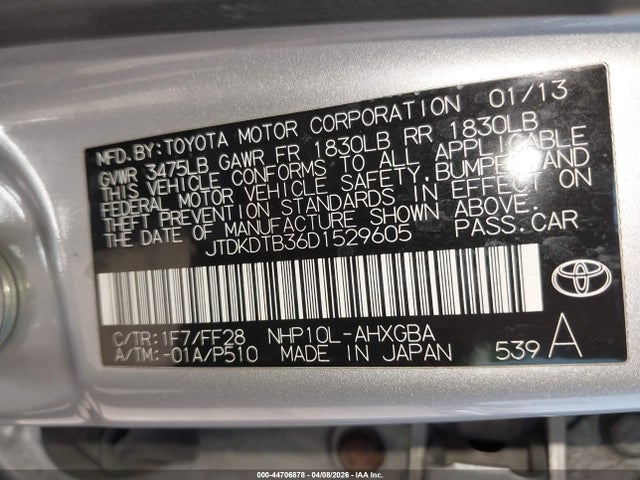 MFD.BY:TOYOTA MOTOR CORPORATION 01/13
GVWR 3475LB GAWR FR 1830LB RR 1830LB
THIS VEHICLE CONFORMS TO ALL APPLICABLE
FEDERAL MOTOR VEHICLE SAFETY,BUMPER,AND
THEFT PREVENTION STANDARDS IN EFFECT ON
THE DATE OF MANUFACTURE SHOWN ABOVE.
JTDKDTB36D1529605 PASS.CAR
C/TR:1F7/FF28 NHP10L-AHXGBA
A/TM:-01A/P510 MADE IN JAPAN 539 A
000-44706878 - 04/08/2026 - IAA Inc.